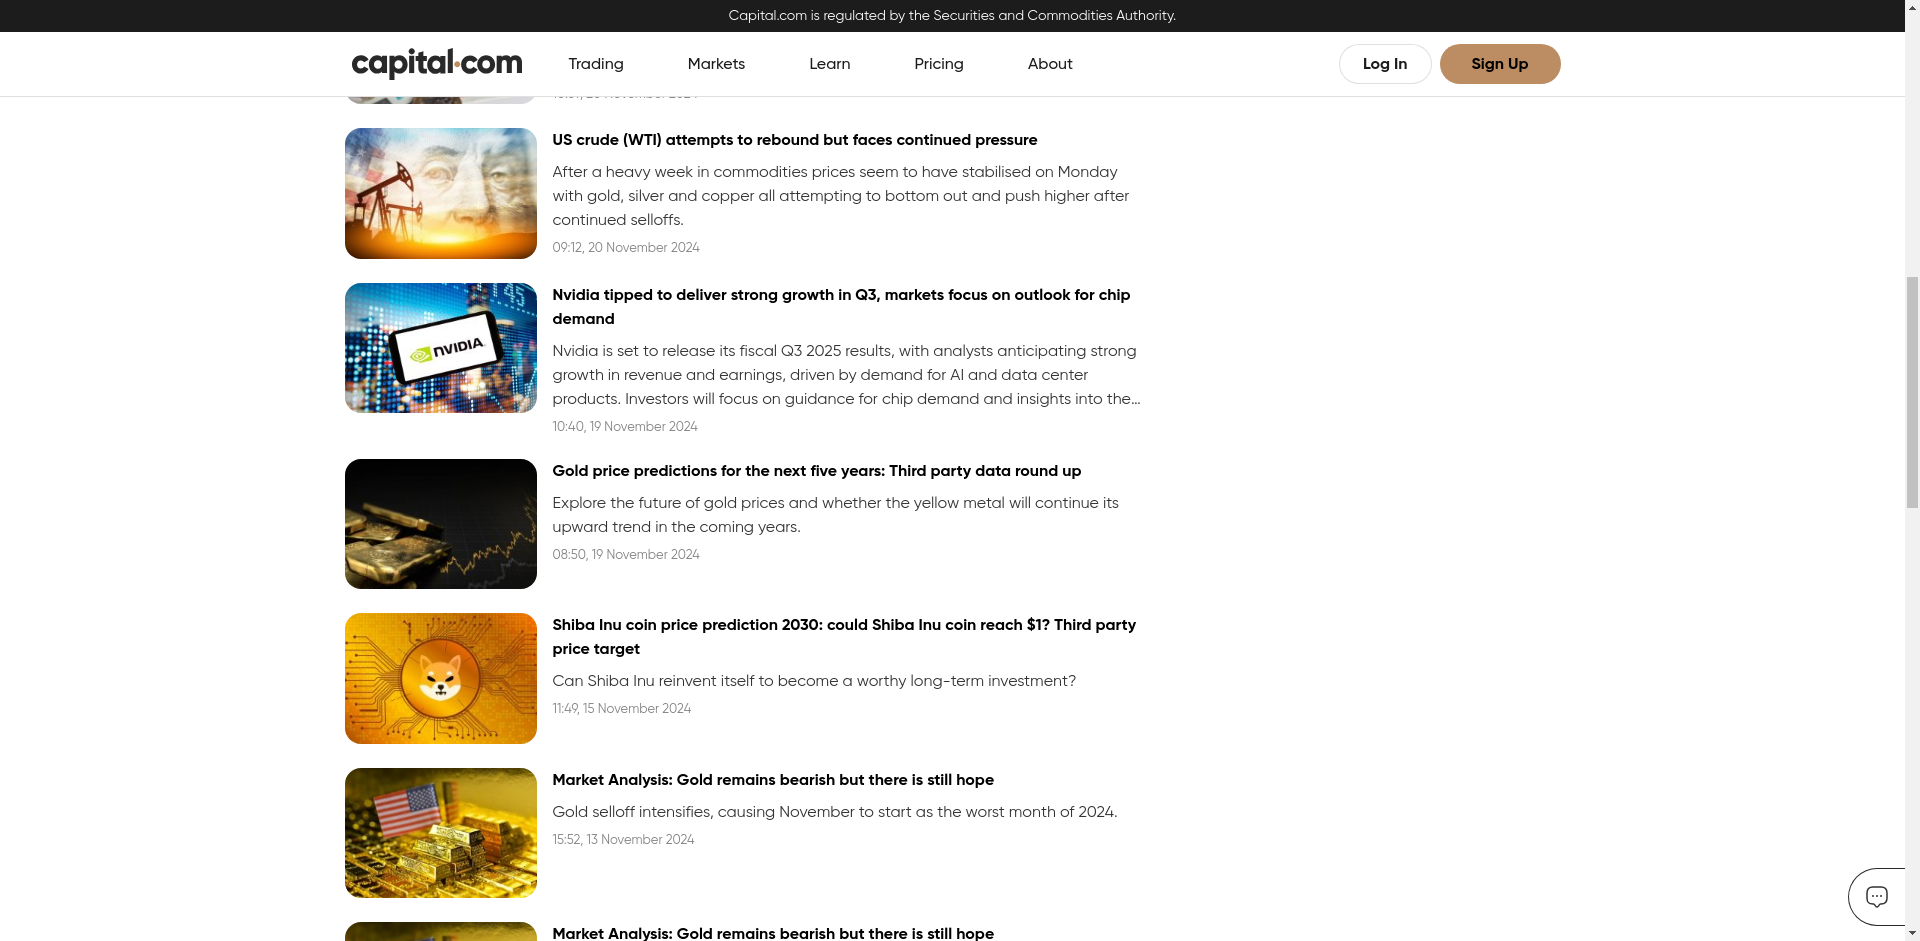 Capital.com is regulated by the Securities and Commodities Authority.
capital.com
Trading
Markets
Learn
Pricing
About
Log In
Sign Up
US crude (WTI) attempts to rebound but faces continued pressure
After a heavy week in commodities prices seem to have stabilised on Monday
with gold, silver and copper all attempting to bottom out and push higher after
continued selloffs.
09:12, 20 November 2024
NVIDIA
Nvidia tipped to deliver strong growth in Q3, markets focus on outlook for chip
demand
Nvidia is set to release its fiscal Q3 2025 results, with analysts anticipating strong
growth in revenue and earnings, driven by demand for AI and data center
products. Investors will focus on guidance for chip demand and insights into the...
10:40, 19 November 2024
Gold price predictions for the next five years: Third party data round up
Explore the future of gold prices and whether the yellow metal will continue its
upward trend in the coming years.
08:50, 19 November 2024
Shiba Inu coin price prediction 2030: could Shiba Inu coin reach $1? Third party
price target
Can Shiba Inu reinvent itself to become a worthy long-term investment?
11:49, 15 November 2024
Market Analysis: Gold remains bearish but there is still hope
Gold selloff intensifies, causing November to start as the worst month of 2024.
15:52, 13 November 2024
Market Analysis: Gold remains bearish but there is still hope